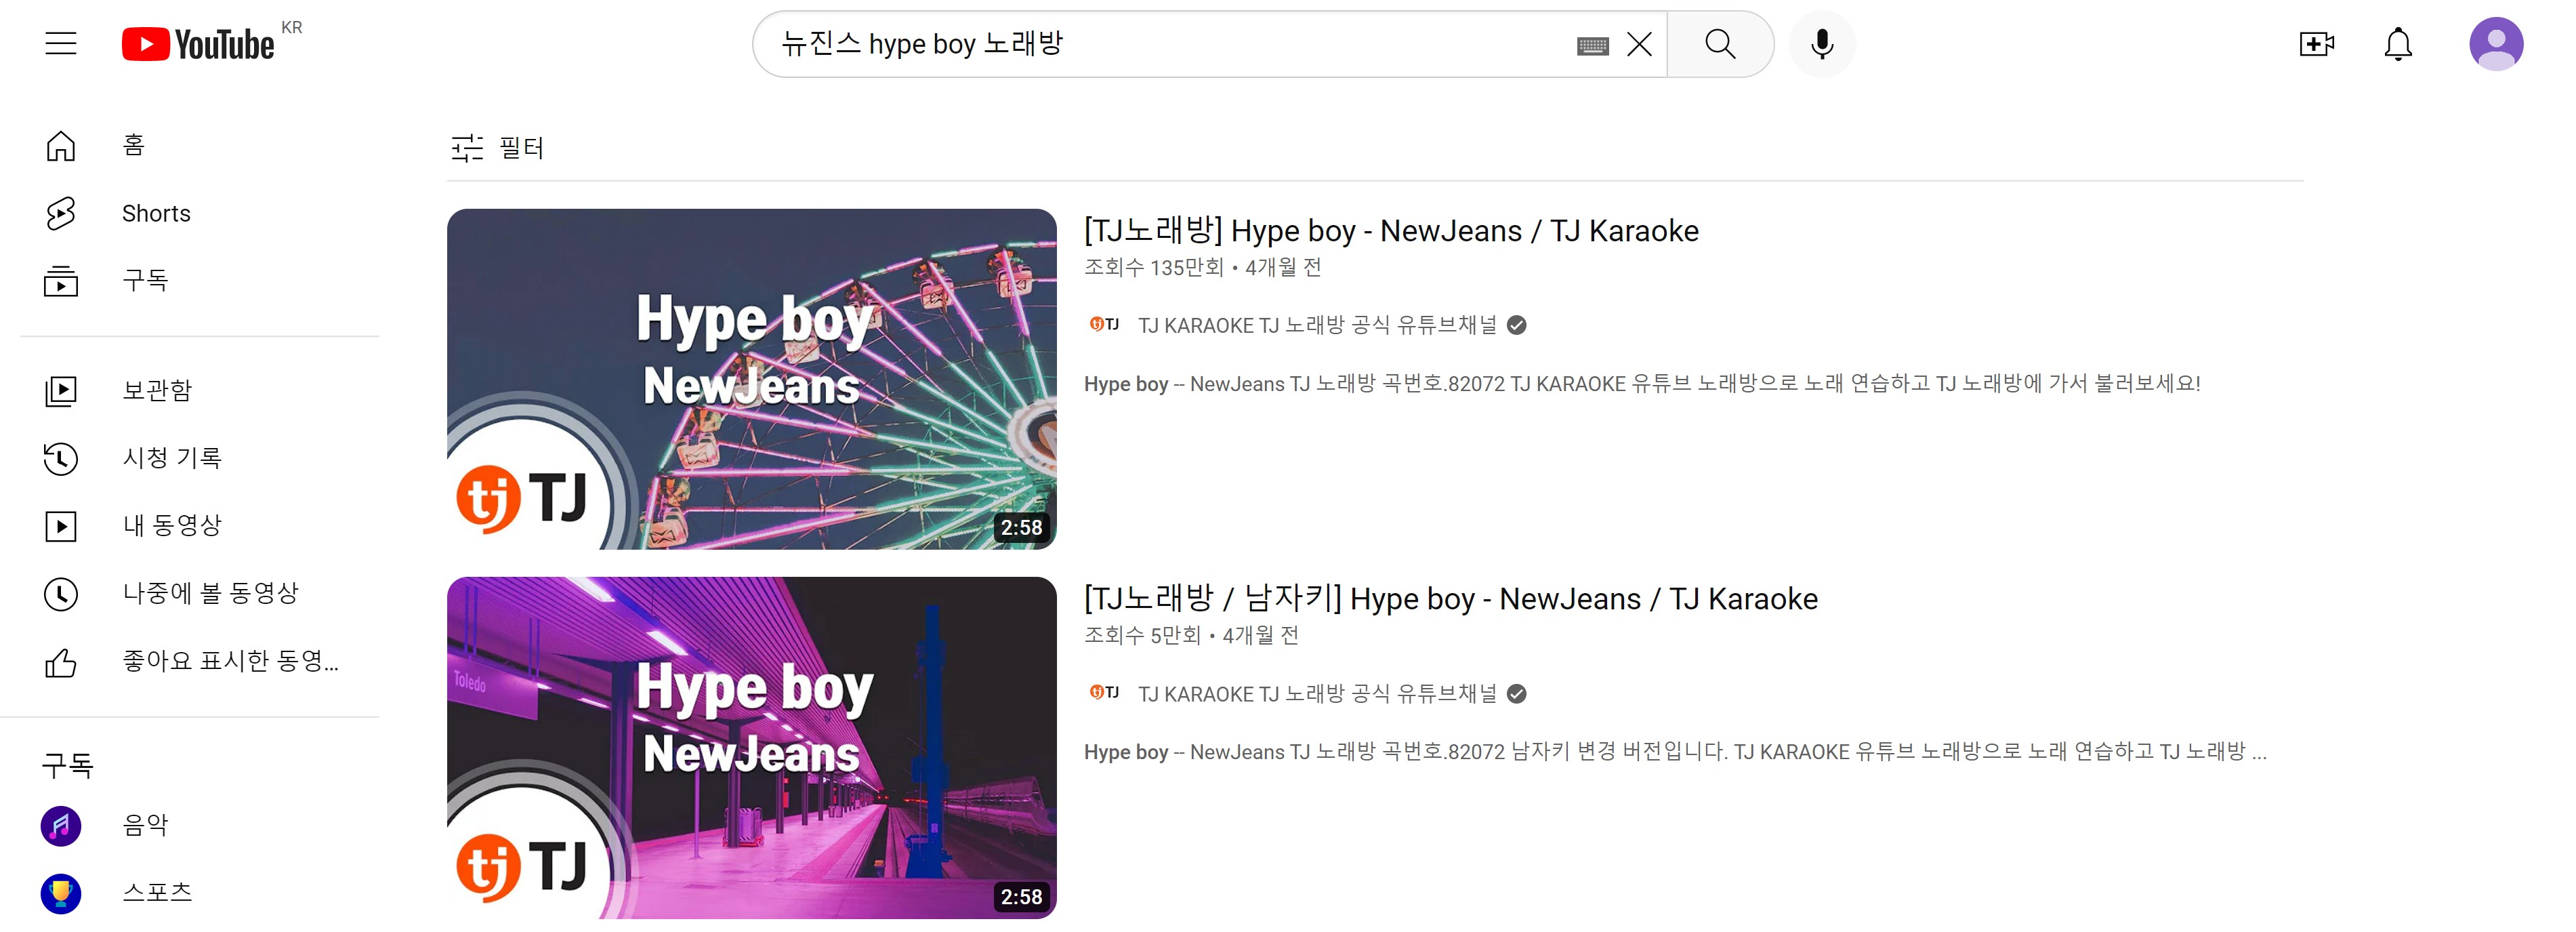 YouTube KR
뉴진스 hype boy 노래방
홈
Shorts
구독
보관함
시청 기록
내 동영상
나중에 볼 동영상
좋아요 표시한 동영...
구독
음악
스포츠
필터
Hype boy
NewJeans
tj TJ
2:58
[TJ노래방] Hype boy - NewJeans / TJ Karaoke
조회수 135만회 • 4개월 전
tj TJ TJ KARAOKE TJ 노래방 공식 유튜브채널
Hype boy -- NewJeans TJ 노래방 곡번호.82072 TJ KARAOKE 유튜브 노래방으로 노래 연습하고 TJ 노래방에 가서 불러보세요!
Toledo
Hype boy
NewJeans
tj TJ
2:58
[TJ노래방 / 남자키] Hype boy - NewJeans / TJ Karaoke
조회수 5만회 • 4개월 전
tj TJ TJ KARAOKE TJ 노래방 공식 유튜브채널
Hype boy -- NewJeans TJ 노래방 곡번호.82072 남자키 변경 버전입니다. TJ KARAOKE 유튜브 노래방으로 노래 연습하고 TJ 노래방 ...